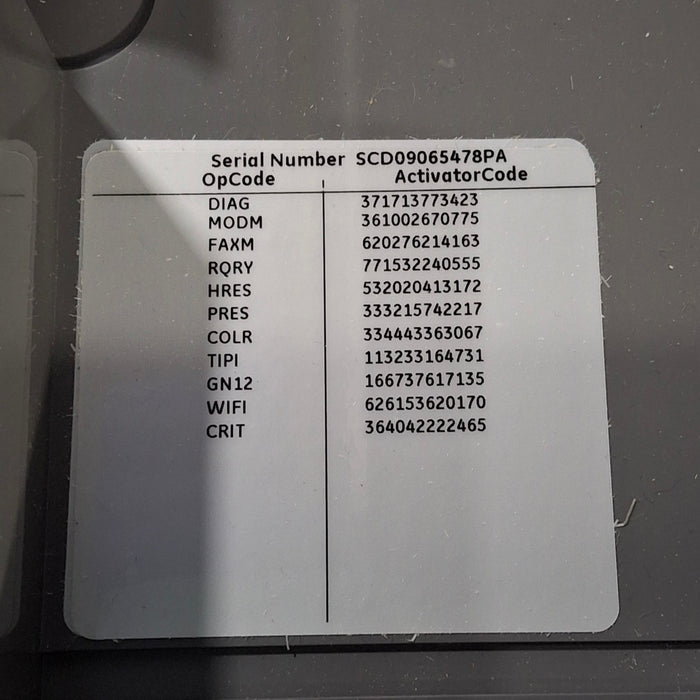 Serial Number SCD09065478PA
OpCode ActivatorCode
DIAG 371713773423
MODM 361002670775
FAXM 620276214163
RQRY 771532240555
HRES 532020413172
PRES 333215742217
COLR 334443363067
TIPI 113233164731
GN12 166737617135
WIFI 626153620170
CRIT 364042222465